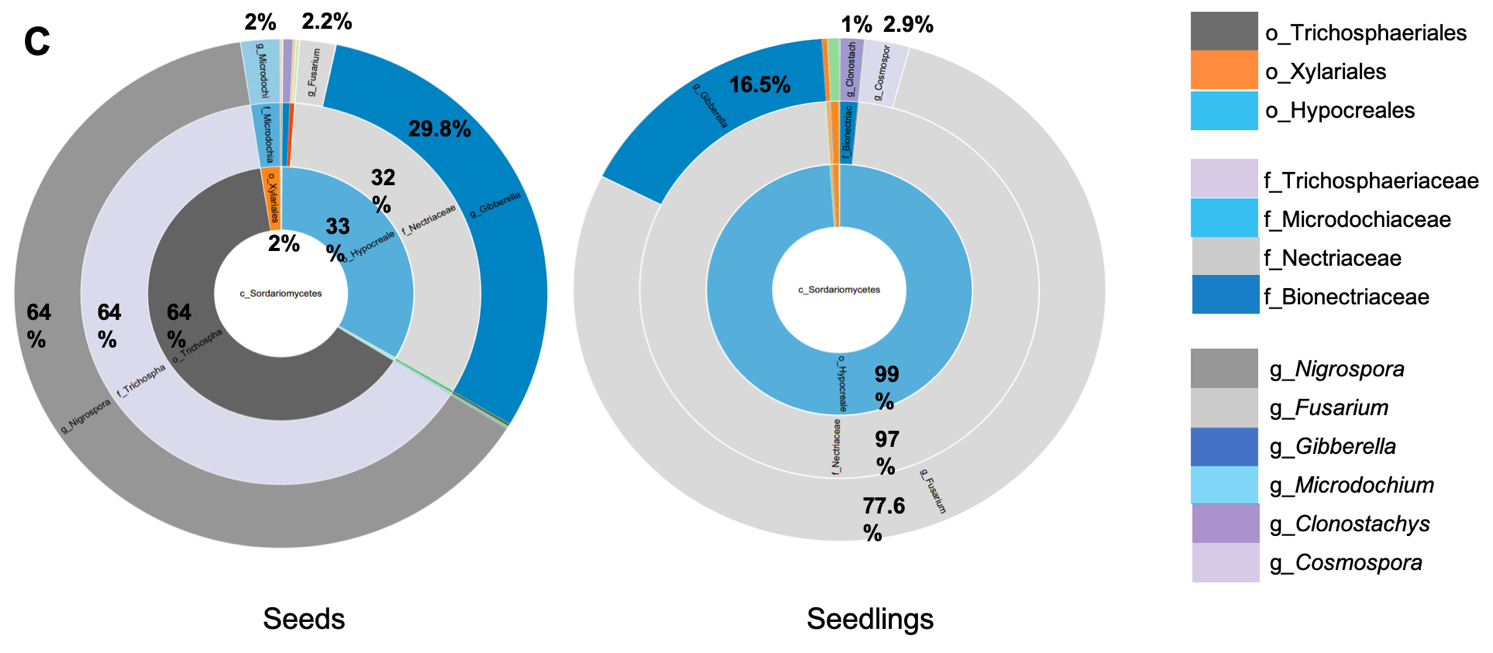 C
2%
2.2%
g_Microdochi
g_Fusarium
f_Microdochia
o_Xylariales
29.8%
32
%
33
%
2%
g_Gibberella
f_Nectriaceae
o_Hypocreale
c_Sordariomycetes
64
%
64
%
64
%
o_Trichospha
f_Trichospha
g_Nigrospora
Seeds
1%
2.9%
g_Clonostach
g_Cosmospor
16.5%
g_Gibberella
f_Bionectriac
c_Sordariomycetes
o_Hypocreale
99
%
f_Nectriaceae
97
%
g_Fusarium
77.6
%
Seedlings
o_Trichosphaeriales
o_Xylariales
o_Hypocreales
f_Trichosphaeriaceae
f_Microdochiaceae
f_Nectriaceae
f_Bionectriaceae
g_Nigrospora
g_Fusarium
g_Gibberella
g_Microdochium
g_Clonostachys
g_Cosmospora